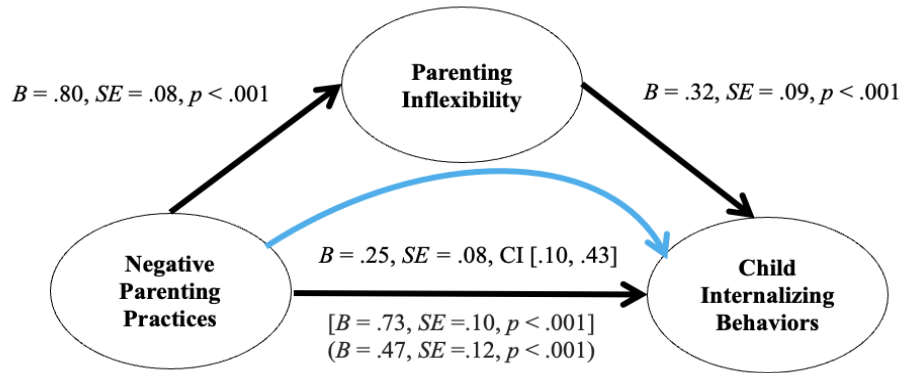 Parenting
Inflexibility
B = .80, SE = .08, p < .001
B = .32, SE = .09, p < .001
B = .25, SE = .08, CI [.10, .43]
Negative
Parenting
Practices
Child
Internalizing
Behaviors
[B = .73, SE =.10, p < .001]
(B = .47, SE =.12, p < .001)